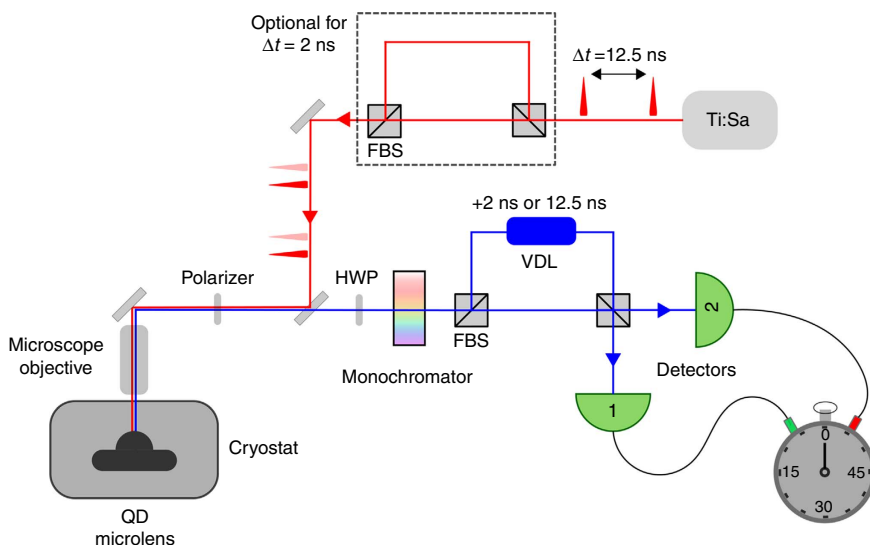 Optional for
Δt = 2 ns
Δt =12.5 ns
Ti:Sa
FBS
+2 ns or 12.5 ns
VDL
Polarizer
HWP
FBS
Monochromator
Microscope
objective
2
Detectors
1
Cryostat
QD
microlens
0
15
45
30